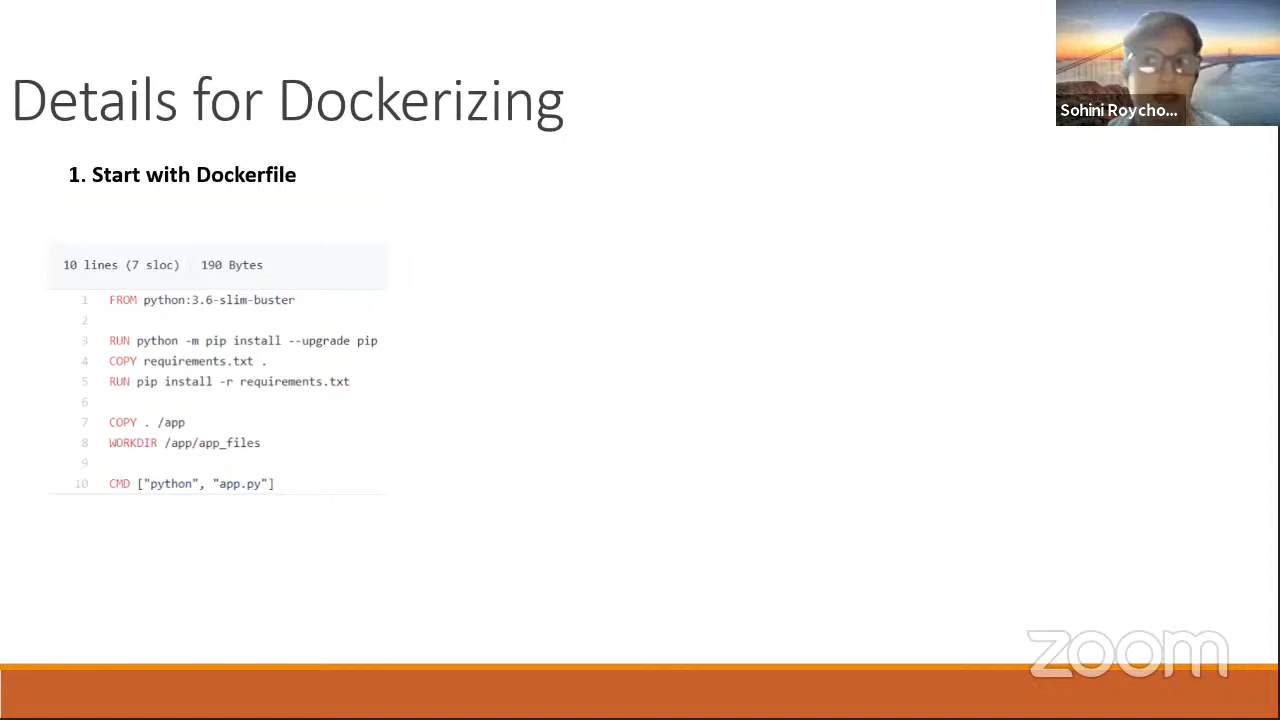 Details for Dockerizing
Sohini Roycho...
1. Start with Dockerfile
10 lines (7 sloc) 190 Bytes
1 FROM python:3.6-slim-buster
2
3 RUN python -m pip install --upgrade pip
4 COPY requirements.txt .
5 RUN pip install -r requirements.txt
6
7 COPY . /app
8 WORKDIR /app/app_files
9
10 CMD ["python", "app.py"]
zoom